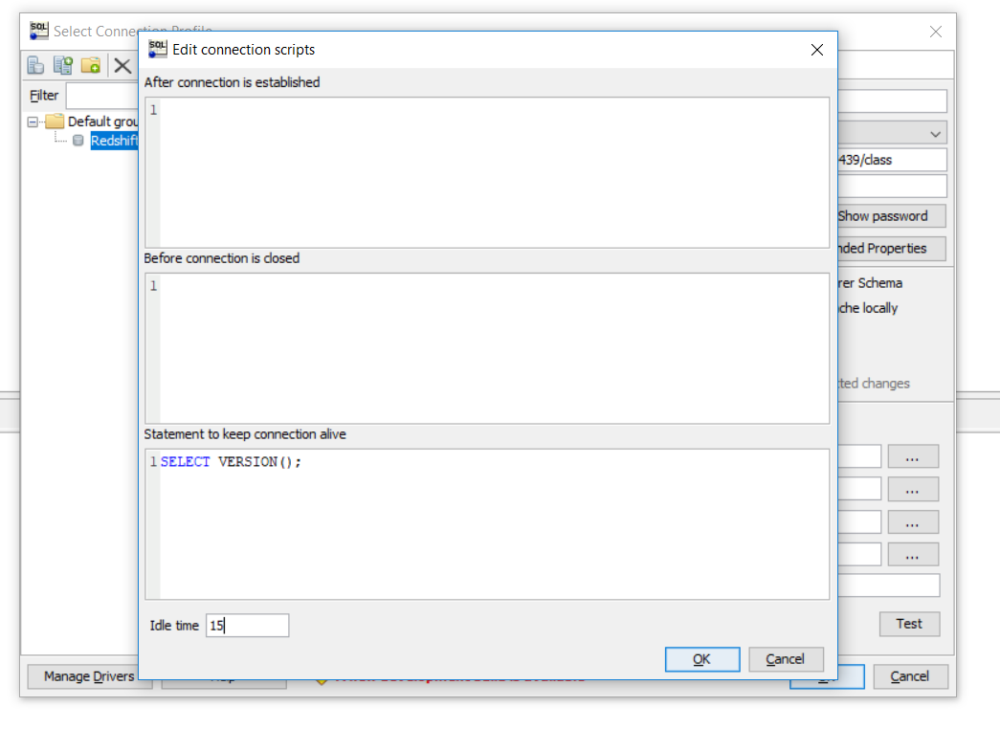 SQL Select Connection Profile
SQL Edit connection scripts
After connection is established
Filter
1
Default grou
Redshift
439/class
Show password
nded Properties
Before connection is closed
1
rer Schema
che locally
cted changes
Statement to keep connection alive
1 SELECT VERSION();
...
...
...
...
Idle time 15
Test
OK Cancel
Manage Drivers
Cancel